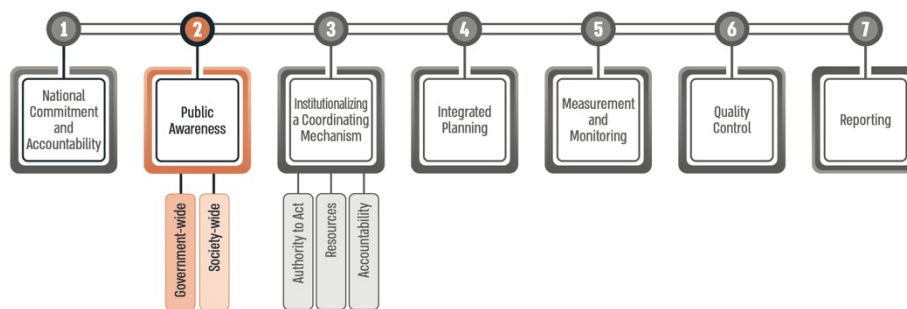 1
2
3
4
5
6
7
National
Commitment
and
Accountability
Public
Awareness
Institutionalizing
a Coordinating
Mechanism
Integrated
Planning
Measurement
and
Monitoring
Quality
Control
Reporting
Government-wide
Society-wide
Authority to Act
Resources
Accountability